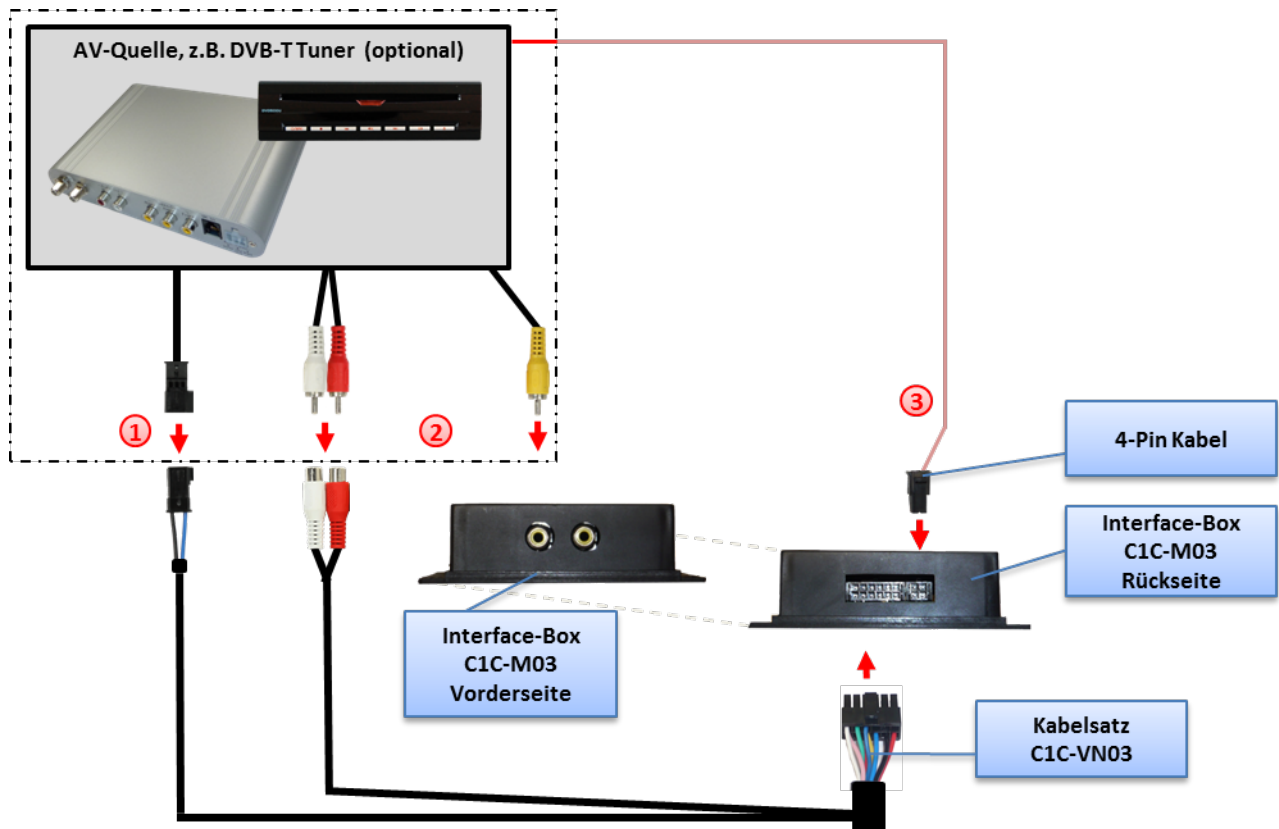 AV-Quelle, z.B. DVB-T Tuner (optional)
1
2
3
4-Pin Kabel
Interface-Box
C1C-M03
Rückseite
Interface-Box
C1C-M03
Vorderseite
Kabelsatz
C1C-VN03